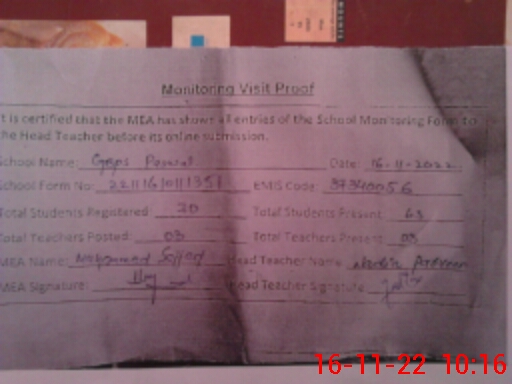 Monitoring Visit Proof
t is certified that the MEA has shown all entries of the School Monitoring Form to
the Head Teacher before its online submission.
School Name: Ggps Date: 16-11-2022
School Form No: EMIS Code: 37340056
Total Students Registered: 70 Total Students Present: 63
Total Teachers Posted: 03 Total Teachers Present: 03
MEA Name: Muhammad Head Teacher Name
MEA Signature: Head Teacher Signature
16-11-22 10:16